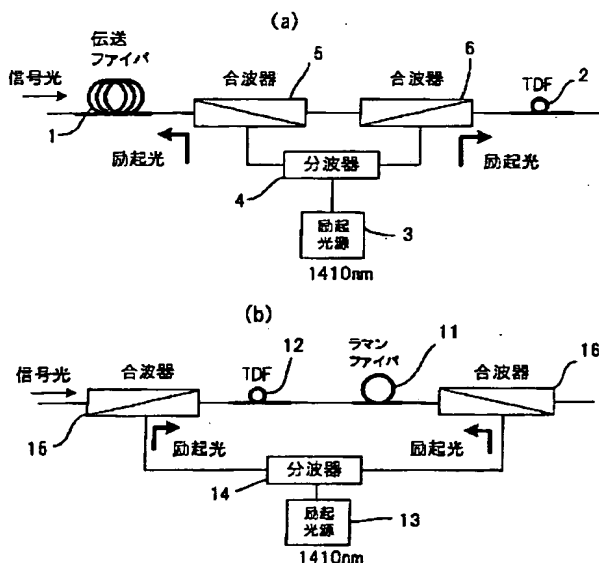 (a)
伝送
ファイバ
信号光
1
合波器
5
合波器
6
TDF
2
励起光
励起光
分波器
4
励起
光源
3
1410nm
(b)
信号光
合波器
15
TDF
12
ラマン
ファイバ
11
合波器
16
励起光
励起光
分波器
14
励起
光源
13
1410nm